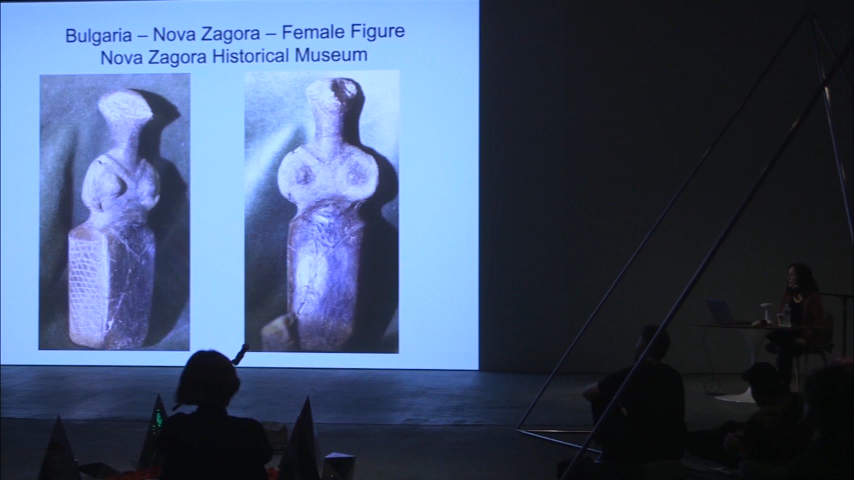 Bulgaria – Nova Zagora – Female Figure
Nova Zagora Historical Museum